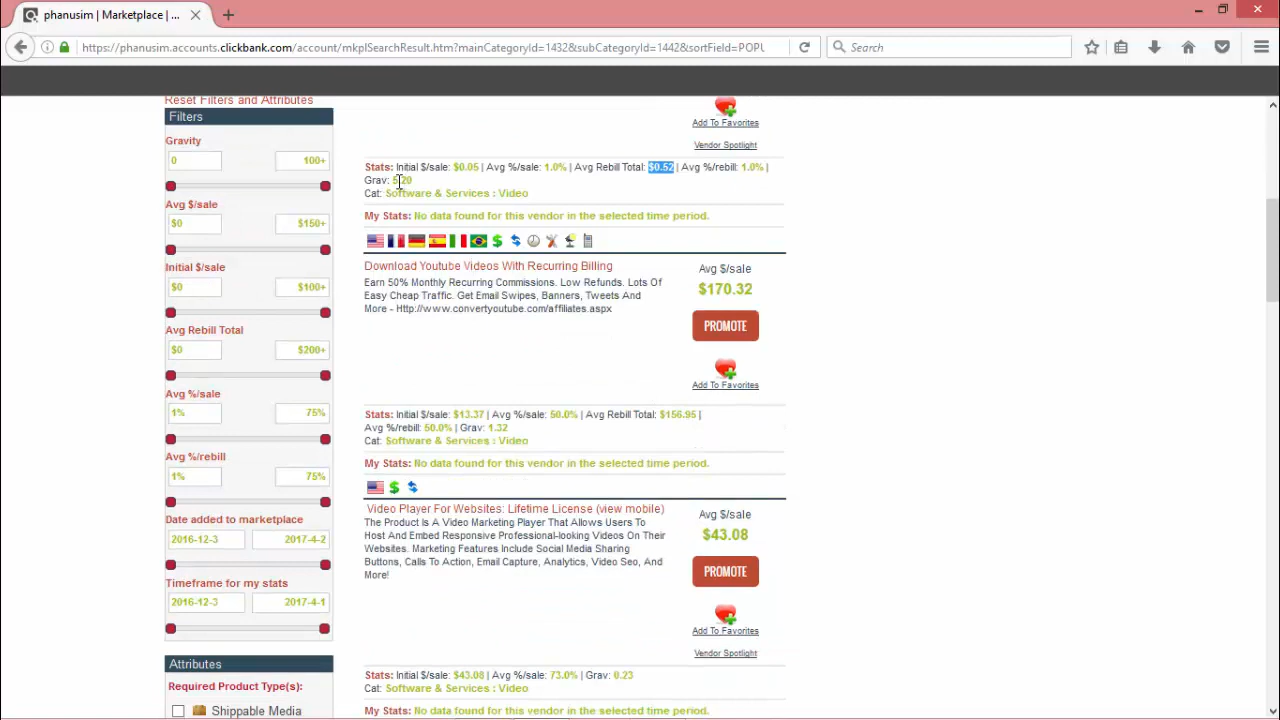 phanusim | Marketplace | ...
https://phanusim.accounts.clickbank.com/account/mkplSearchResult.htm?mainCategoryId=1432&subCategoryId=1442&sortField=POPU
Search
Reset Filters and Attributes
Filters
Gravity
0 100+
Avg $/sale
$0 $150+
Initial $/sale
$0 $100+
Avg Rebill Total
$0 $200+
Avg %/sale
1% 75%
Avg %/rebill
1% 75%
Date added to marketplace
2016-12-3 2017-4-2
Timeframe for my stats
2016-12-3 2017-4-1
Attributes
Required Product Type(s):
Shippable Media
Add To Favorites
Vendor Spotlight
Stats: Initial $/sale: $0.05 | Avg %/sale: 1.0% | Avg Rebill Total: $0.52 | Avg %/rebill: 1.0% |
Grav: 5.20
Cat: Software & Services : Video
My Stats: No data found for this vendor in the selected time period.
Download Youtube Videos With Recurring Billing
Earn 50% Monthly Recurring Commissions. Low Refunds. Lots Of
Easy Cheap Traffic. Get Email Swipes, Banners, Tweets And
More - Http://www.convertyoutube.com/affiliates.aspx
Avg $/sale
$170.32
PROMOTE
Add To Favorites
Stats: Initial $/sale: $13.37 | Avg %/sale: 50.0% | Avg Rebill Total: $156.95 |
Avg %/rebill: 50.0% | Grav: 1.32
Cat: Software & Services : Video
My Stats: No data found for this vendor in the selected time period.
Video Player For Websites: Lifetime License (view mobile)
The Product Is A Video Marketing Player That Allows Users To
Host And Embed Responsive Professional-looking Videos On Their
Websites. Marketing Features Include Social Media Sharing
Buttons, Calls To Action, Email Capture, Analytics, Video Seo, And
More!
Avg $/sale
$43.08
PROMOTE
Add To Favorites
Vendor Spotlight
Stats: Initial $/sale: $43.08 | Avg %/sale: 73.0% | Grav: 0.23
Cat: Software & Services : Video
My Stats: No data found for this vendor in the selected time period.